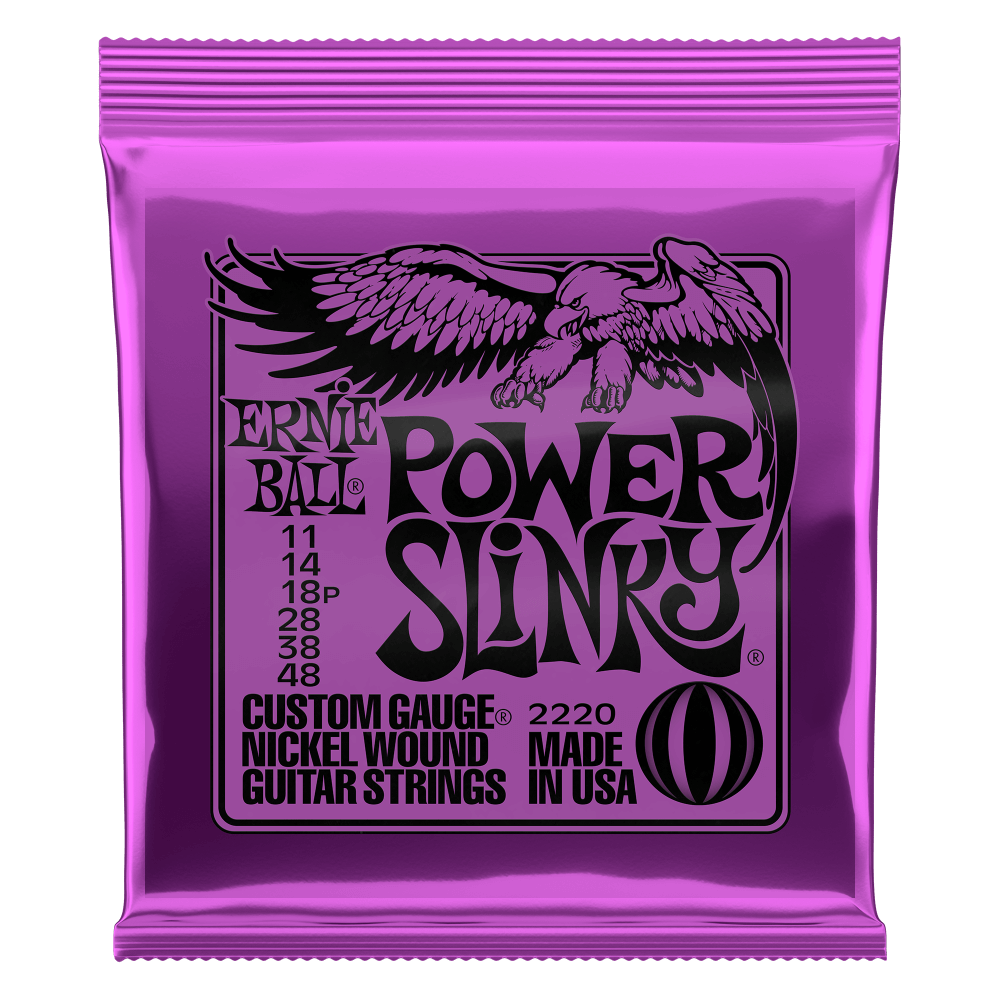 ERNiE
BALL®
POWER
SLiNKY®
11
14
18P
28
38
48
CUSTOM GAUGE®
NICKEL WOUND
GUITAR STRINGS
2220
MADE
IN USA